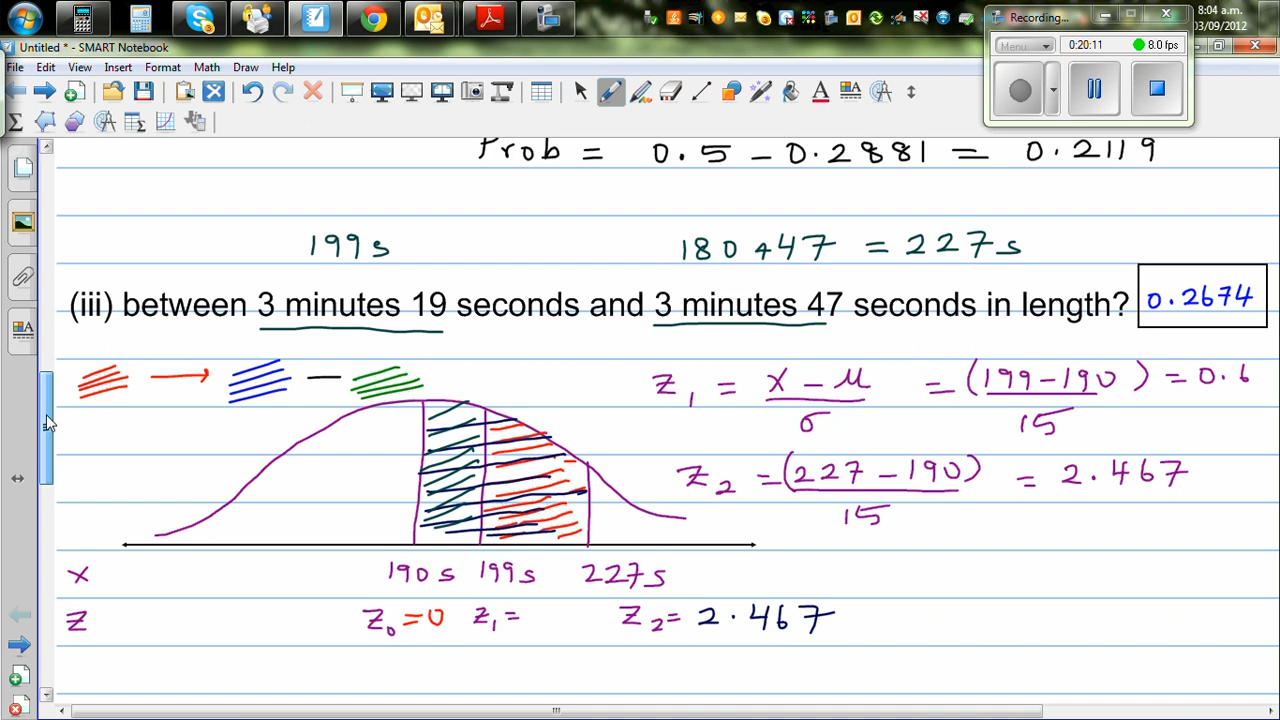 8:04 a.m.
03/09/2012
Recording...
Menu
0:20:11
8.0 fps
Untitled * - SMART Notebook
File Edit View Insert Format Math Draw Help
Prob = 0.5 - 0.2881 = 0.2119
199s 180+47 = 227s
(iii) between 3 minutes 19 seconds and 3 minutes 47 seconds in length? 0.2674
→ —
Z₁ = X - μ / σ = (199-190) / 15 = 0.6
Z₂ = (227 - 190) / 15 = 2.467
X 190s 199s 227s
Z Z₀ = 0 Z₁ = Z₂ = 2.467